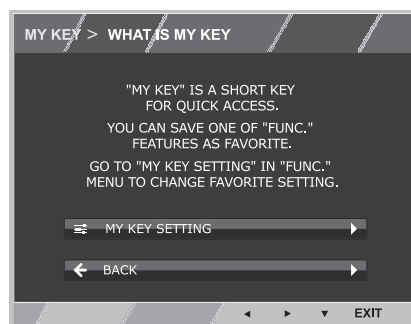 MY KEY > WHAT IS MY KEY
"MY KEY" IS A SHORT KEY
FOR QUICK ACCESS.
YOU CAN SAVE ONE OF "FUNC."
FEATURES AS FAVORITE.
GO TO "MY KEY SETTING" IN "FUNC."
MENU TO CHANGE FAVORITE SETTING.
MY KEY SETTING
BACK
EXIT